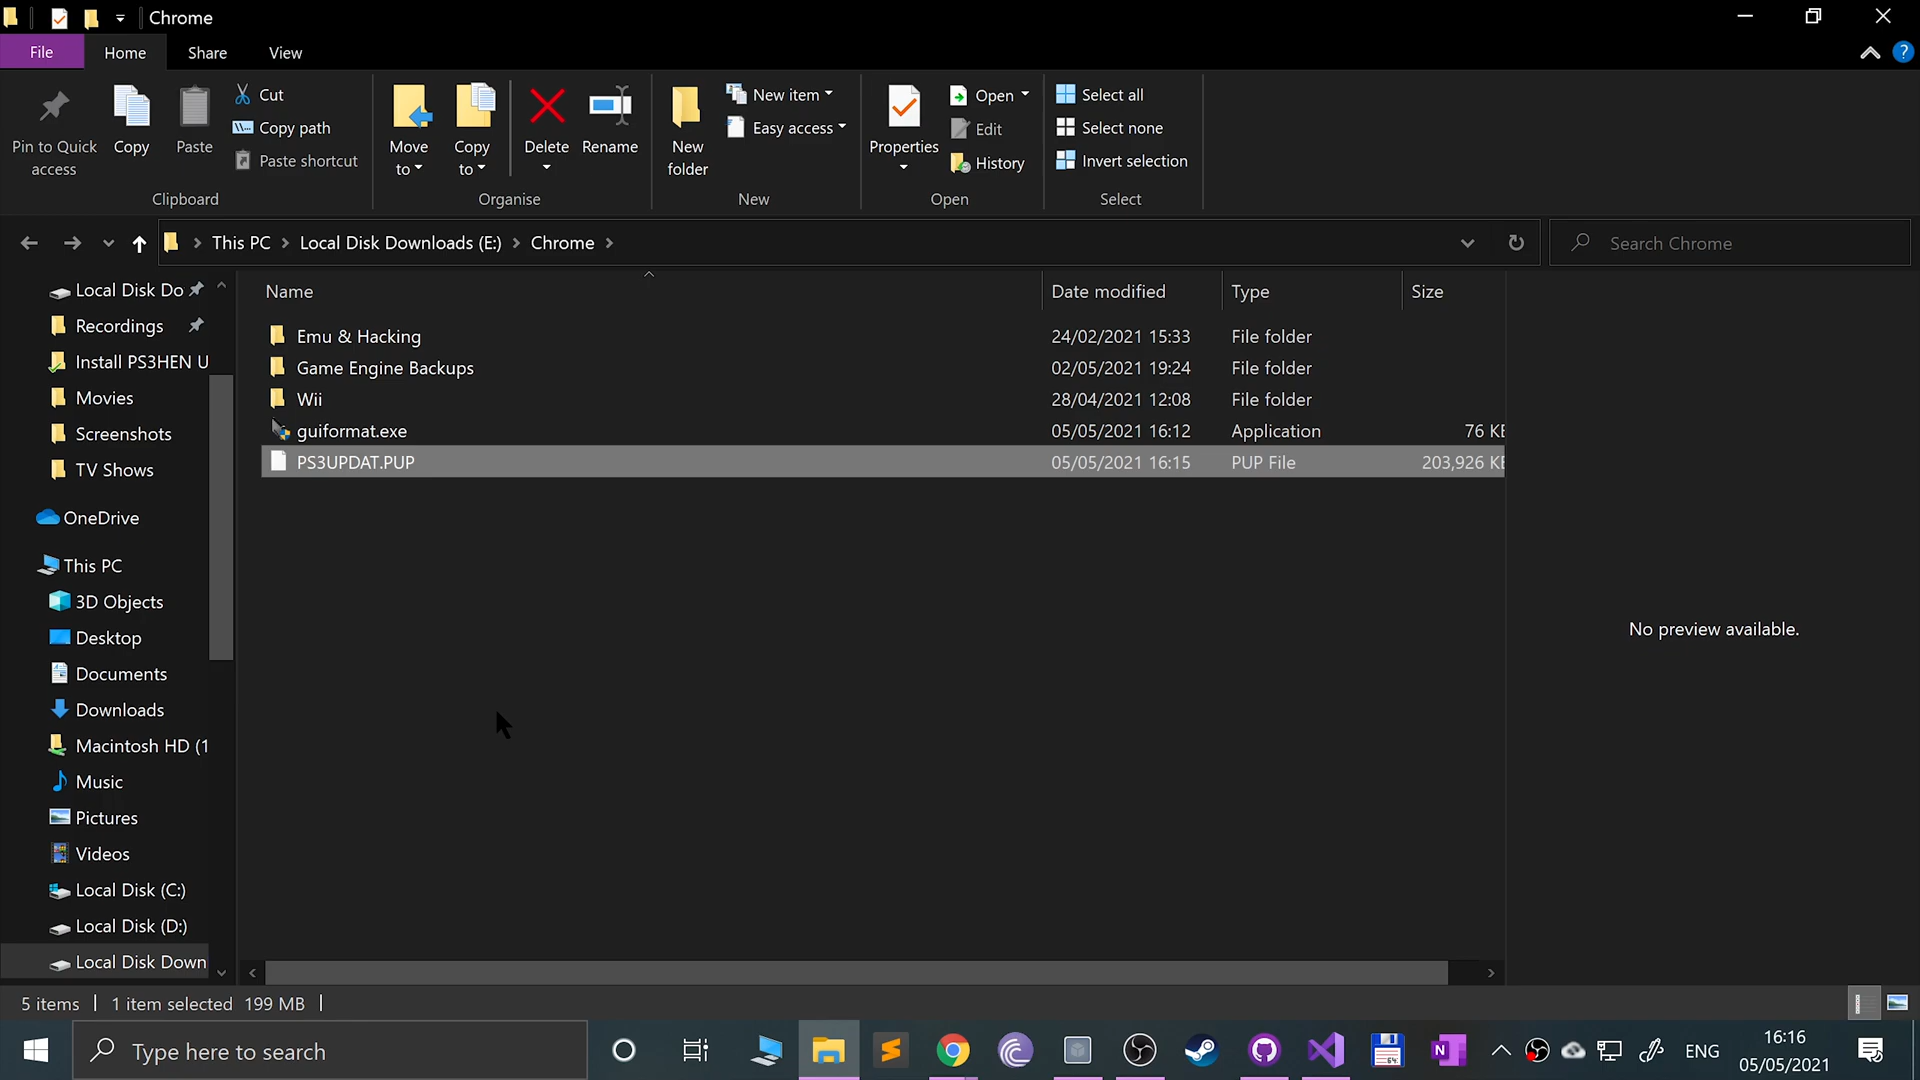 Chrome
File
Home
Share
View
Pin to Quick access
Copy
Paste
Cut
Copy path
Paste shortcut
Clipboard
Move to
Copy to
Delete
Rename
Organise
New folder
New item
Easy access
New
Properties
Open
Edit
History
Open
Select all
Select none
Invert selection
Select
This PC
Local Disk Downloads (E:)
Chrome
Search Chrome
Local Disk Do
Recordings
Install PS3HEN U
Movies
Screenshots
TV Shows
OneDrive
This PC
3D Objects
Desktop
Documents
Downloads
Macintosh HD (1
Music
Pictures
Videos
Local Disk (C:)
Local Disk (D:)
Local Disk Down
Name Date modified Type Size
Emu & Hacking 24/02/2021 15:33 File folder
Game Engine Backups 02/05/2021 19:24 File folder
Wii 28/04/2021 12:08 File folder
guiformat.exe 05/05/2021 16:12 Application 76 KB
PS3UPDAT.PUP 05/05/2021 16:15 PUP File 203,926 KB
No preview available.
5 items 1 item selected 199 MB
Type here to search
64
N
ENG
16:16
05/05/2021